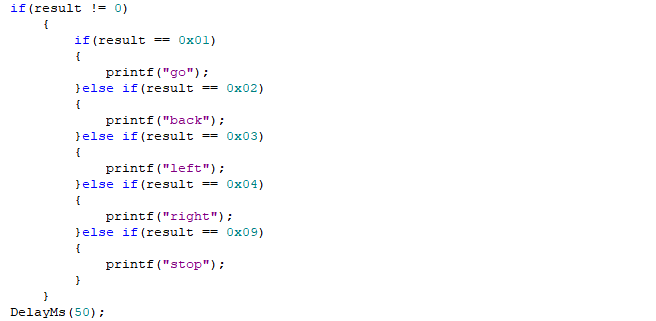 if(result != 0)
{
if(result == 0x01)
{
printf("go");
}else if(result == 0x02)
{
printf("back");
}else if(result == 0x03)
{
printf("left");
}else if(result == 0x04)
{
printf("right");
}else if(result == 0x09)
{
printf("stop");
}
}
DelayMs(50);